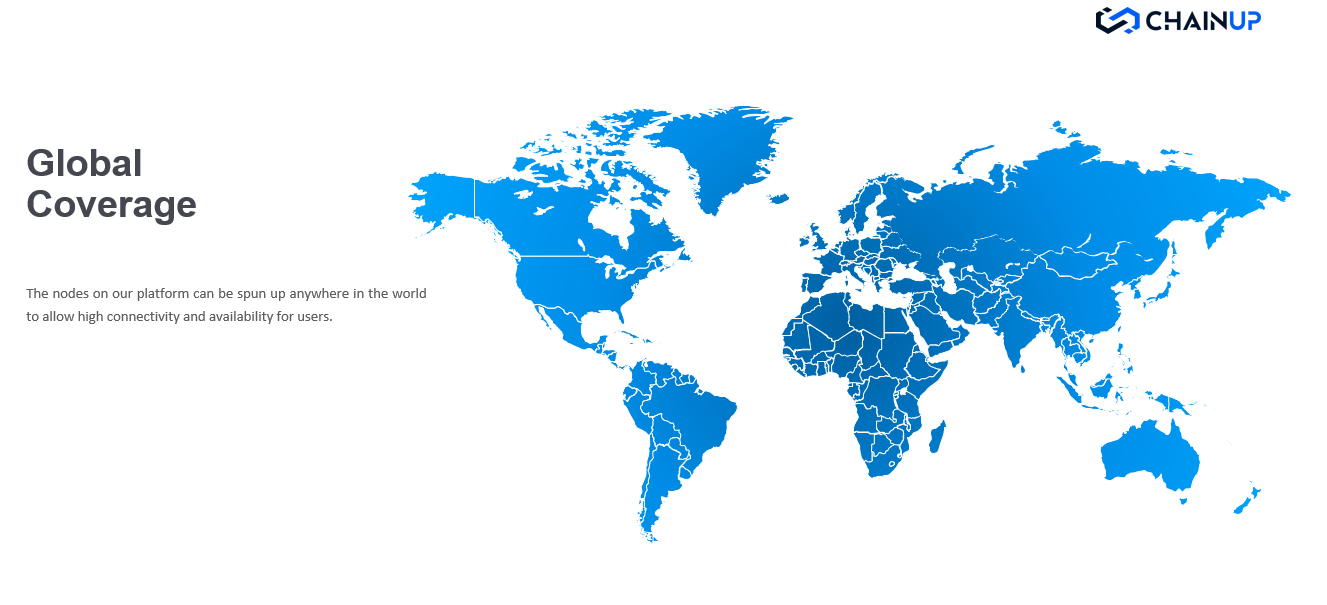 CHAINUP
Global
Coverage
The nodes on our platform can be spun up anywhere in the world
to allow high connectivity and availability for users.